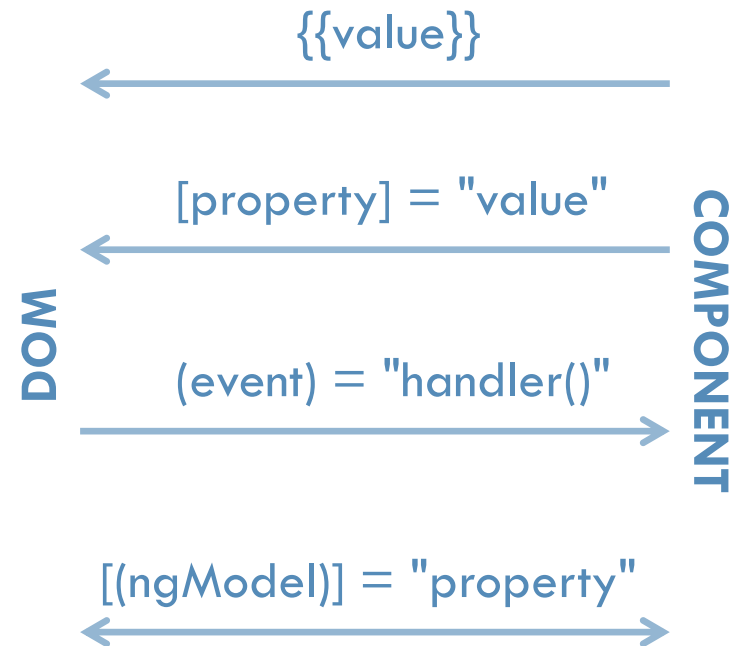 {{value}}
[property] = "value"
(event) = "handler()"
[(ngModel)] = "property"
DOM
COMPONENT